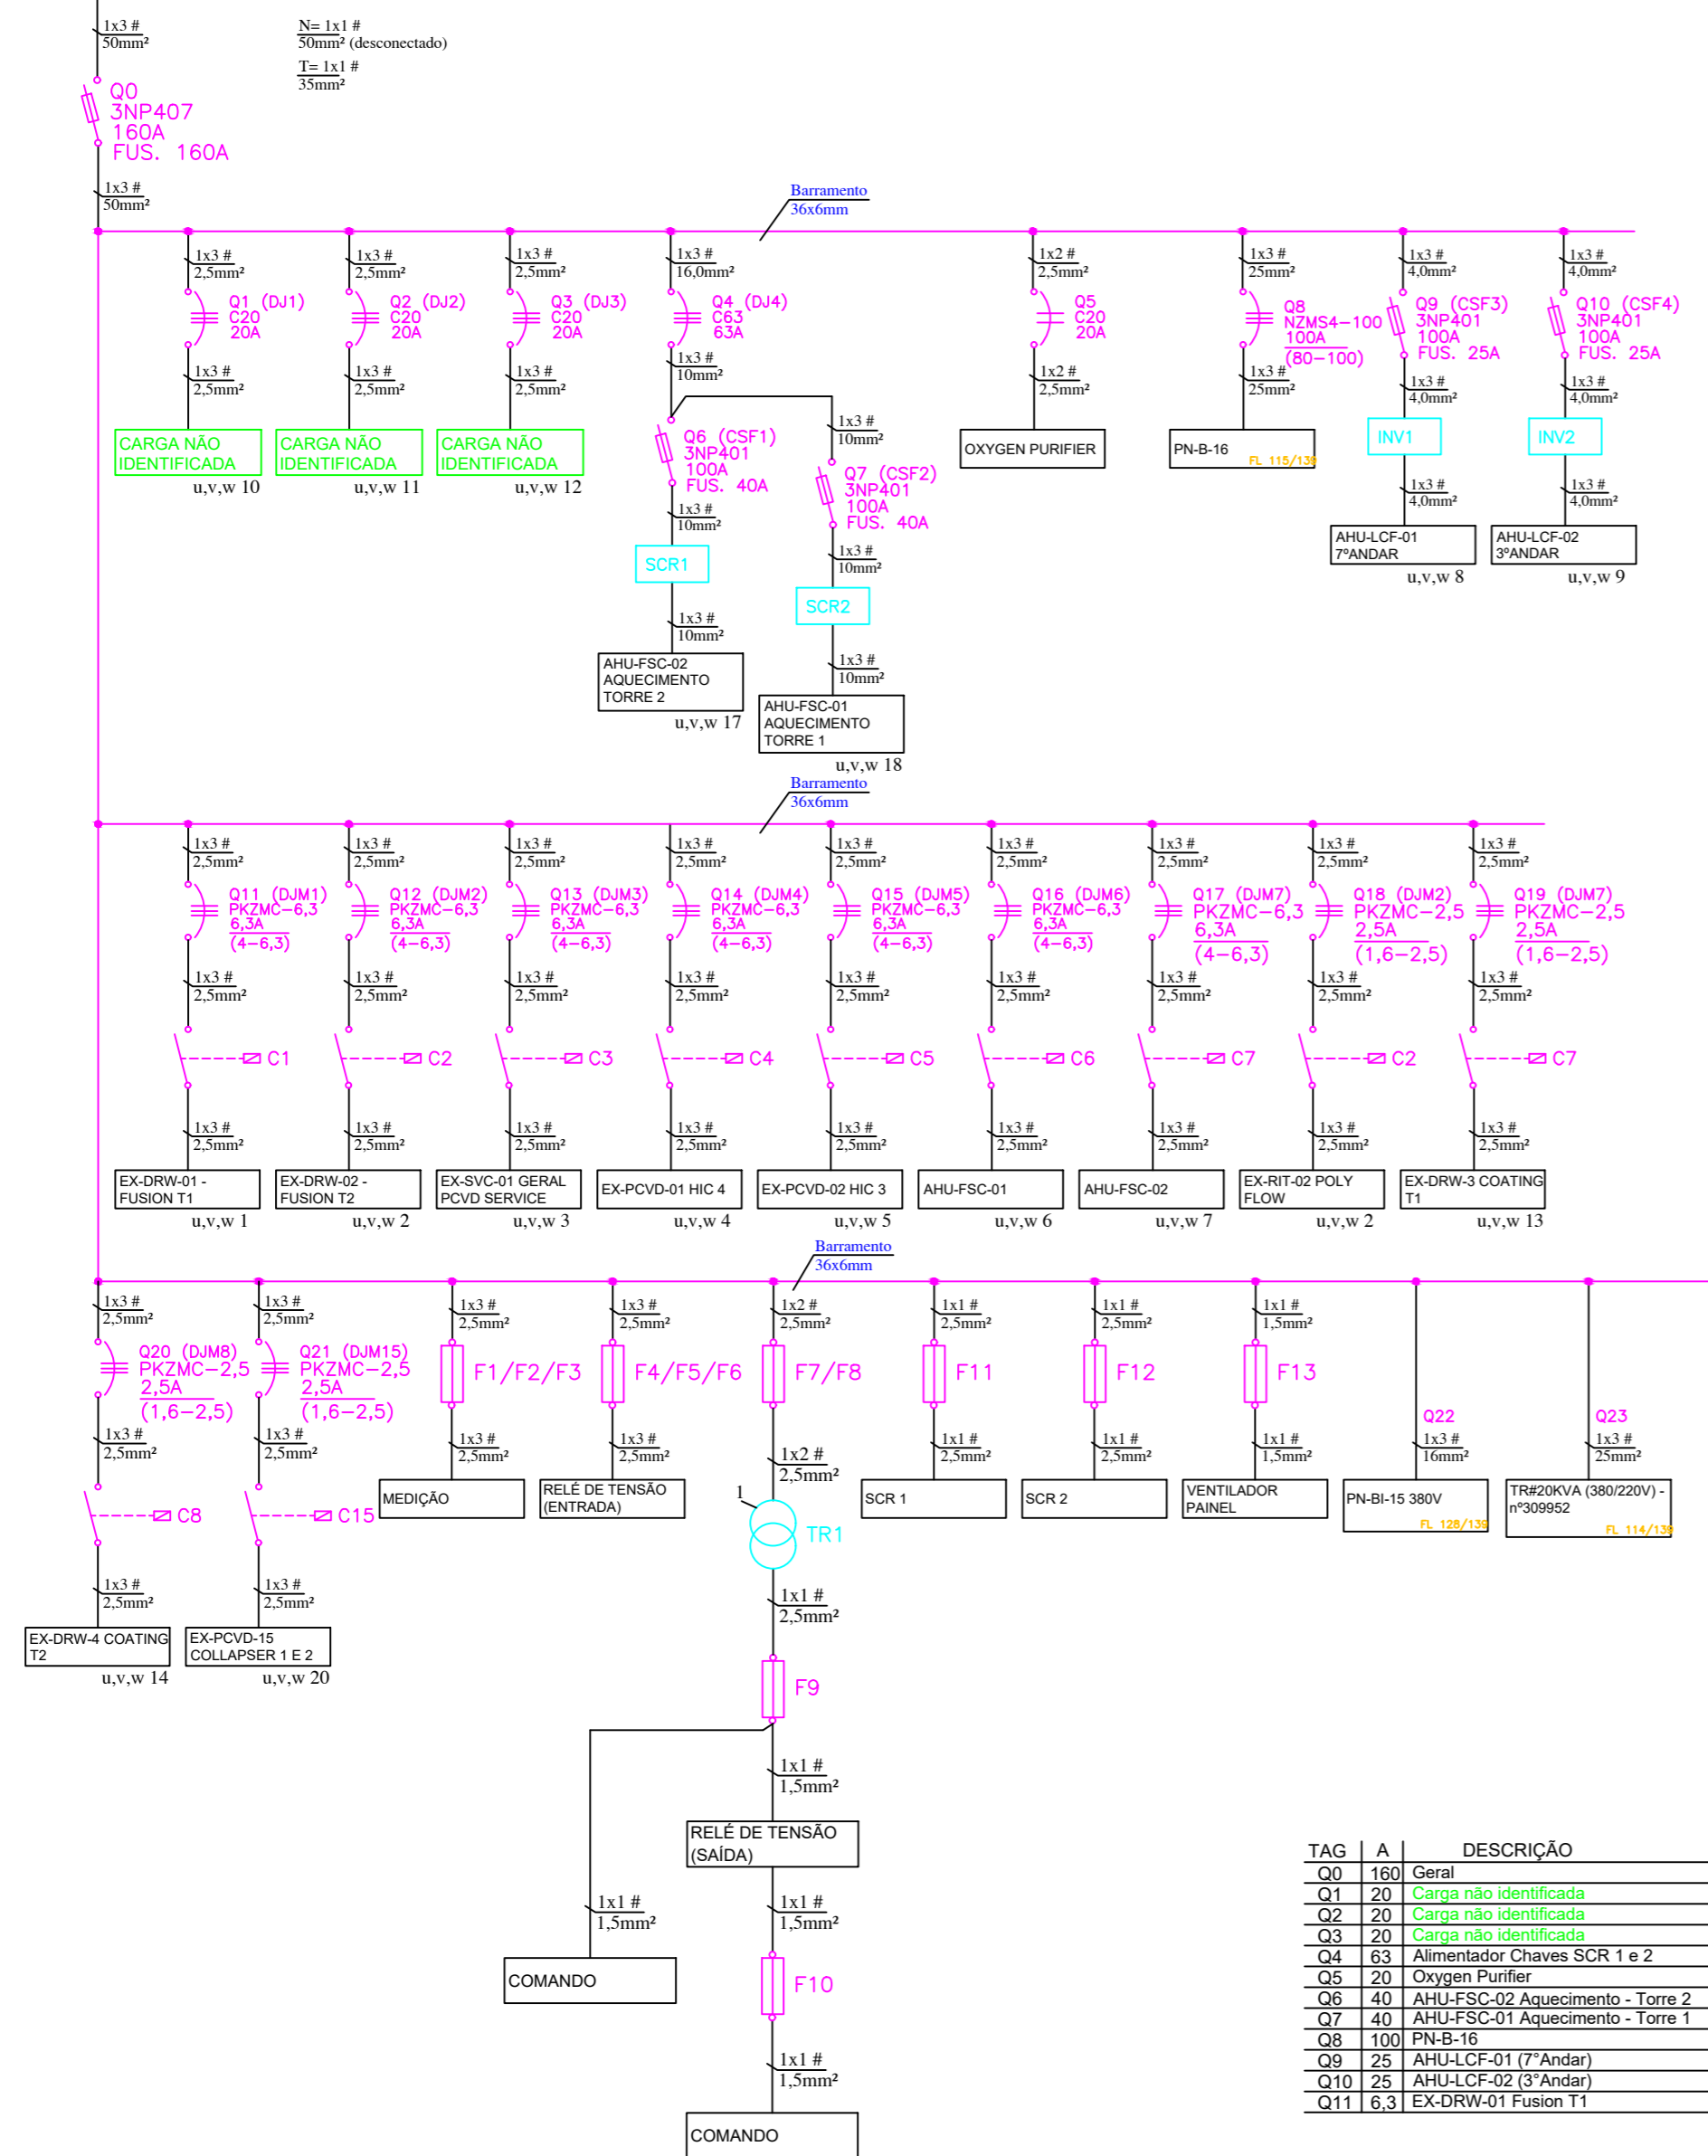 1x3 #
50mm²
N= 1x1 #
50mm² (desconectado)
T= 1x1 #
35mm²
Q0
3NP407
160A
FUS. 160A
1x3 #
50mm²
Barramento
36x6mm
1x3 #
2,5mm²
Q1 (DJ1)
C20
20A
1x3 #
2,5mm²
CARGA NÃO
IDENTIFICADA
u,v,w 10
1x3 #
2,5mm²
Q2 (DJ2)
C20
20A
1x3 #
2,5mm²
CARGA NÃO
IDENTIFICADA
u,v,w 11
1x3 #
2,5mm²
Q3 (DJ3)
C20
20A
1x3 #
2,5mm²
CARGA NÃO
IDENTIFICADA
u,v,w 12
1x3 #
16,0mm²
Q4 (DJ4)
C63
63A
1x3 #
10mm²
Q6 (CSF1)
3NP401
100A
FUS. 40A
1x3 #
10mm²
SCR1
1x3 #
10mm²
AHU-FSC-02
AQUECIMENTO
TORRE 2
u,v,w 17
1x3 #
10mm²
Q7 (CSF2)
3NP401
100A
FUS. 40A
1x3 #
10mm²
SCR2
1x3 #
10mm²
AHU-FSC-01
AQUECIMENTO
TORRE 1
u,v,w 18
1x2 #
2,5mm²
Q5
C20
20A
1x2 #
2,5mm²
OXYGEN PURIFIER
1x3 #
25mm²
Q8
NZMS4-100
100A
(80-100)
1x3 #
25mm²
PN-B-16
FL 115/139
1x3 #
4,0mm²
Q9 (CSF3)
3NP401
100A
FUS. 25A
1x3 #
4,0mm²
INV1
1x3 #
4,0mm²
AHU-LCF-01
7ºANDAR
u,v,w 8
1x3 #
4,0mm²
Q10 (CSF4)
3NP401
100A
FUS. 25A
1x3 #
4,0mm²
INV2
1x3 #
4,0mm²
AHU-LCF-02
3ºANDAR
u,v,w 9
Barramento
36x6mm
1x3 #
2,5mm²
Q11 (DJM1)
PKZMC-6,3
6,3A
(4-6,3)
1x3 #
2,5mm²
C1
1x3 #
2,5mm²
EX-DRW-01 -
FUSION T1
u,v,w 1
1x3 #
2,5mm²
Q12 (DJM2)
PKZMC-6,3
6,3A
(4-6,3)
1x3 #
2,5mm²
C2
1x3 #
2,5mm²
EX-DRW-02 -
FUSION T2
u,v,w 2
1x3 #
2,5mm²
Q13 (DJM3)
PKZMC-6,3
6,3A
(4-6,3)
1x3 #
2,5mm²
C3
1x3 #
2,5mm²
EX-SVC-01 GERAL
PCVD SERVICE
u,v,w 3
1x3 #
2,5mm²
Q14 (DJM4)
PKZMC-6,3
6,3A
(4-6,3)
1x3 #
2,5mm²
C4
1x3 #
2,5mm²
EX-PCVD-01 HIC 4
u,v,w 4
1x3 #
2,5mm²
Q15 (DJM5)
PKZMC-6,3
6,3A
(4-6,3)
1x3 #
2,5mm²
C5
1x3 #
2,5mm²
EX-PCVD-02 HIC 3
u,v,w 5
1x3 #
2,5mm²
Q16 (DJM6)
PKZMC-6,3
6,3A
(4-6,3)
1x3 #
2,5mm²
C6
1x3 #
2,5mm²
AHU-FSC-01
u,v,w 6
1x3 #
2,5mm²
Q17 (DJM7)
PKZMC-6,3
6,3A
(4-6,3)
1x3 #
2,5mm²
C7
1x3 #
2,5mm²
AHU-FSC-02
u,v,w 7
1x3 #
2,5mm²
Q18 (DJM2)
PKZMC-2,5
2,5A
(1,6-2,5)
1x3 #
2,5mm²
C2
1x3 #
2,5mm²
EX-RIT-02 POLY
FLOW
u,v,w 2
1x3 #
2,5mm²
Q19 (DJM7)
PKZMC-2,5
2,5A
(1,6-2,5)
1x3 #
2,5mm²
C7
1x3 #
2,5mm²
EX-DRW-3 COATING
T1
u,v,w 13
Barramento
36x6mm
1x3 #
2,5mm²
Q20 (DJM8)
PKZMC-2,5
2,5A
(1,6-2,5)
1x3 #
2,5mm²
C8
1x3 #
2,5mm²
EX-DRW-4 COATING
T2
u,v,w 14
1x3 #
2,5mm²
Q21 (DJM15)
PKZMC-2,5
2,5A
(1,6-2,5)
1x3 #
2,5mm²
C15
1x3 #
2,5mm²
EX-PCVD-15
COLLAPSER 1 E 2
u,v,w 20
1x3 #
2,5mm²
F1/F2/F3
1x3 #
2,5mm²
MEDIÇÃO
1x3 #
2,5mm²
F4/F5/F6
1x3 #
2,5mm²
RELÉ DE TENSÃO
(ENTRADA)
1x2 #
2,5mm²
F7/F8
1x2 #
2,5mm²
1
TR1
1x1 #
2,5mm²
F9
1x1 #
1,5mm²
RELÉ DE TENSÃO
(SAÍDA)
1x1 #
1,5mm²
COMANDO
1x1 #
1,5mm²
F10
1x1 #
1,5mm²
COMANDO
1x1 #
2,5mm²
F11
1x1 #
2,5mm²
SCR 1
1x1 #
2,5mm²
F12
1x1 #
2,5mm²
SCR 2
1x1 #
1,5mm²
F13
1x1 #
1,5mm²
VENTILADOR
PAINEL
Q22
1x3 #
16mm²
PN-BI-15 380V
FL 128/139
Q23
1x3 #
25mm²
TR#20KVA (380/220V) -
nº309952
FL 114/139
TAG A DESCRIÇÃO
Q0 160 Geral
Q1 20 Carga não identificada
Q2 20 Carga não identificada
Q3 20 Carga não identificada
Q4 63 Alimentador Chaves SCR 1 e 2
Q5 20 Oxygen Purifier
Q6 40 AHU-FSC-02 Aquecimento - Torre 2
Q7 40 AHU-FSC-01 Aquecimento - Torre 1
Q8 100 PN-B-16
Q9 25 AHU-LCF-01 (7°Andar)
Q10 25 AHU-LCF-02 (3°Andar)
Q11 6,3 EX-DRW-01 Fusion T1